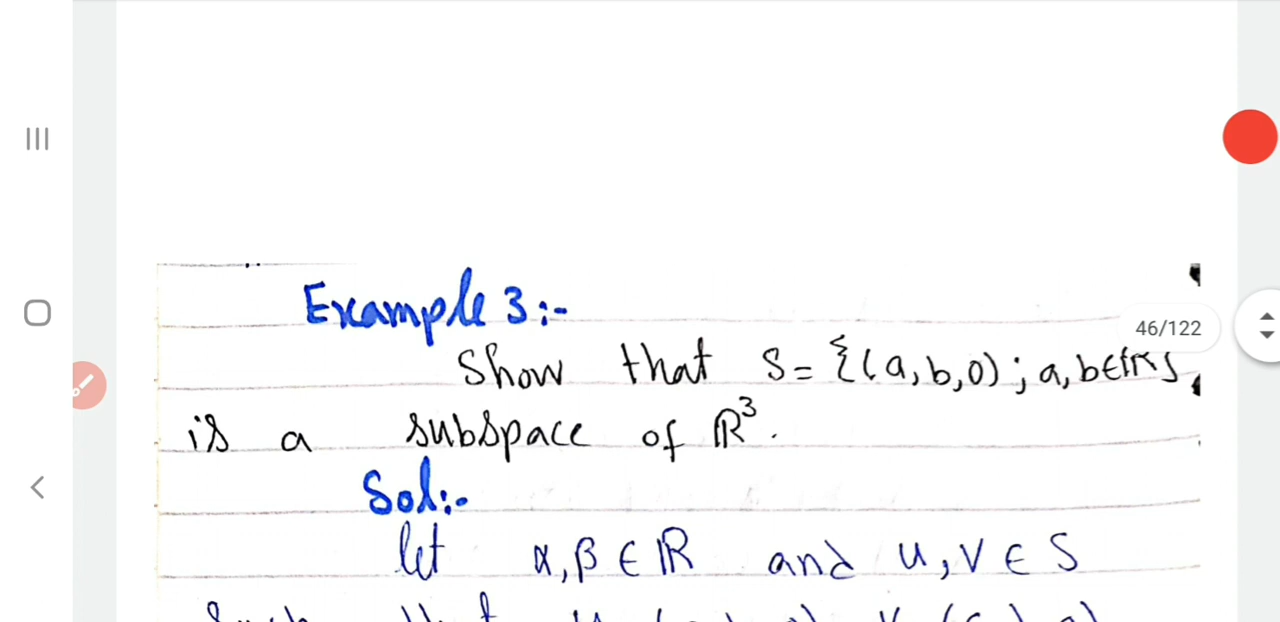 Example 3:-
46/122
Show that S= {(a,b,0); a,b∈ℝ}
is a subspace of ℝ³.
Sol:-
let α,β ∈ ℝ and u,v ∈ S